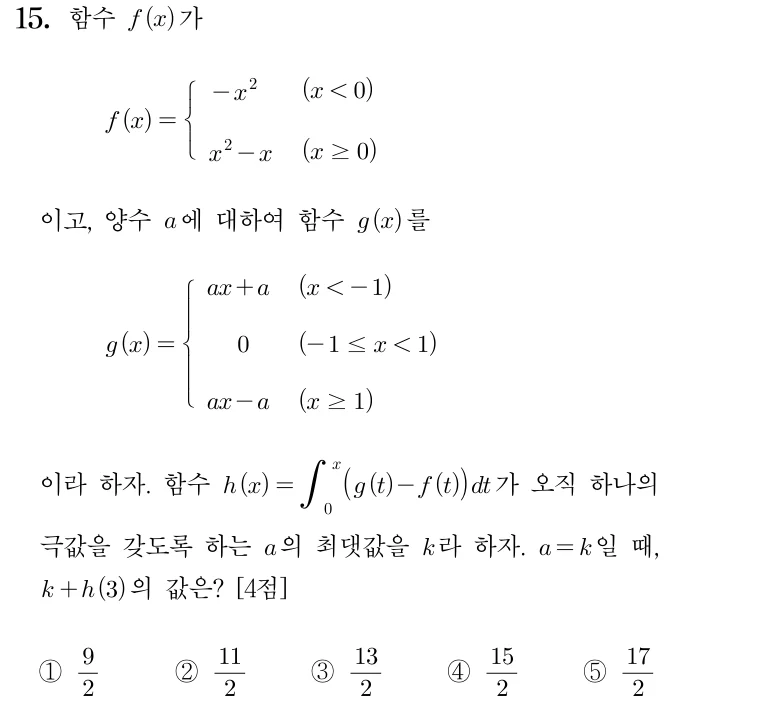 15. 함수 f(x)가
f(x) = { -x² (x < 0)
x² - x (x ≥ 0)
이고, 양수 a에 대하여 함수 g(x)를
g(x) = { ax + a (x < -1)
0 (-1 ≤ x < 1)
ax - a (x ≥ 1)
이라 하자. 함수 h(x) = ∫₀ˣ (g(t) - f(t))dt가 오직 하나의
극값을 갖도록 하는 a의 최댓값을 k라 하자. a = k일 때,
k + h(3)의 값은? [4점]
① 9/2 ② 11/2 ③ 13/2 ④ 15/2 ⑤ 17/2